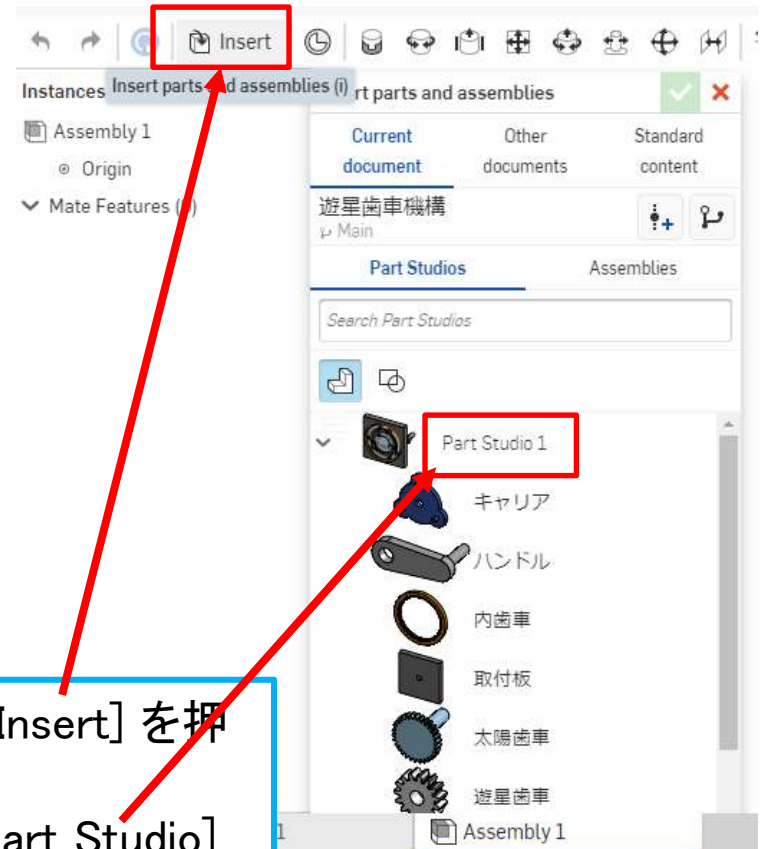 Insert
Instances
Insert parts and assemblies (i)
rt parts and assemblies
Assembly 1
Origin
Mate Features (0)
Current document
Other documents
Standard content
遊星歯車機構
Main
Part Studios
Assemblies
Search Part Studios
Part Studio 1
キャリア
ハンドル
内歯車
取付板
太陽歯車
遊星歯車
Insert] を押
art Studio]
1
Assembly 1